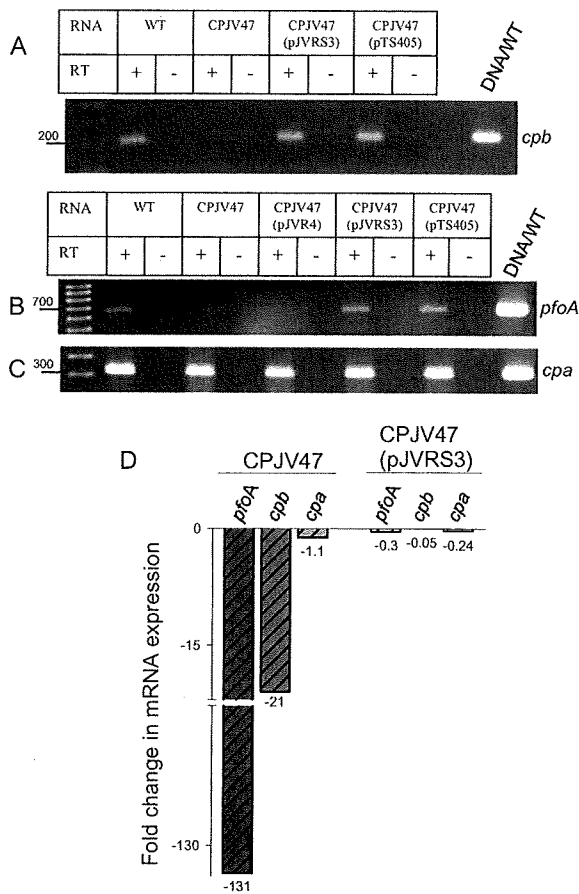 A
RNA WT CPJV47 CPJV47 (pJVRS3) CPJV47 (pTS405) DNA/WT
RT + - + - + - + -
200 cpb
RNA WT CPJV47 CPJV47 (pJVR4) CPJV47 (pJVRS3) CPJV47 (pTS405) DNA/WT
RT + - + - + - + - + -
B 700 pfoA
C 300 cpa
D
CPJV47
CPJV47 (pJVRS3)
pfoA cpb cpa pfoA cpb cpa
0
-1.1 -0.3 -0.05 -0.24
-15
-21
-130
-131
Fold change in mRNA expression